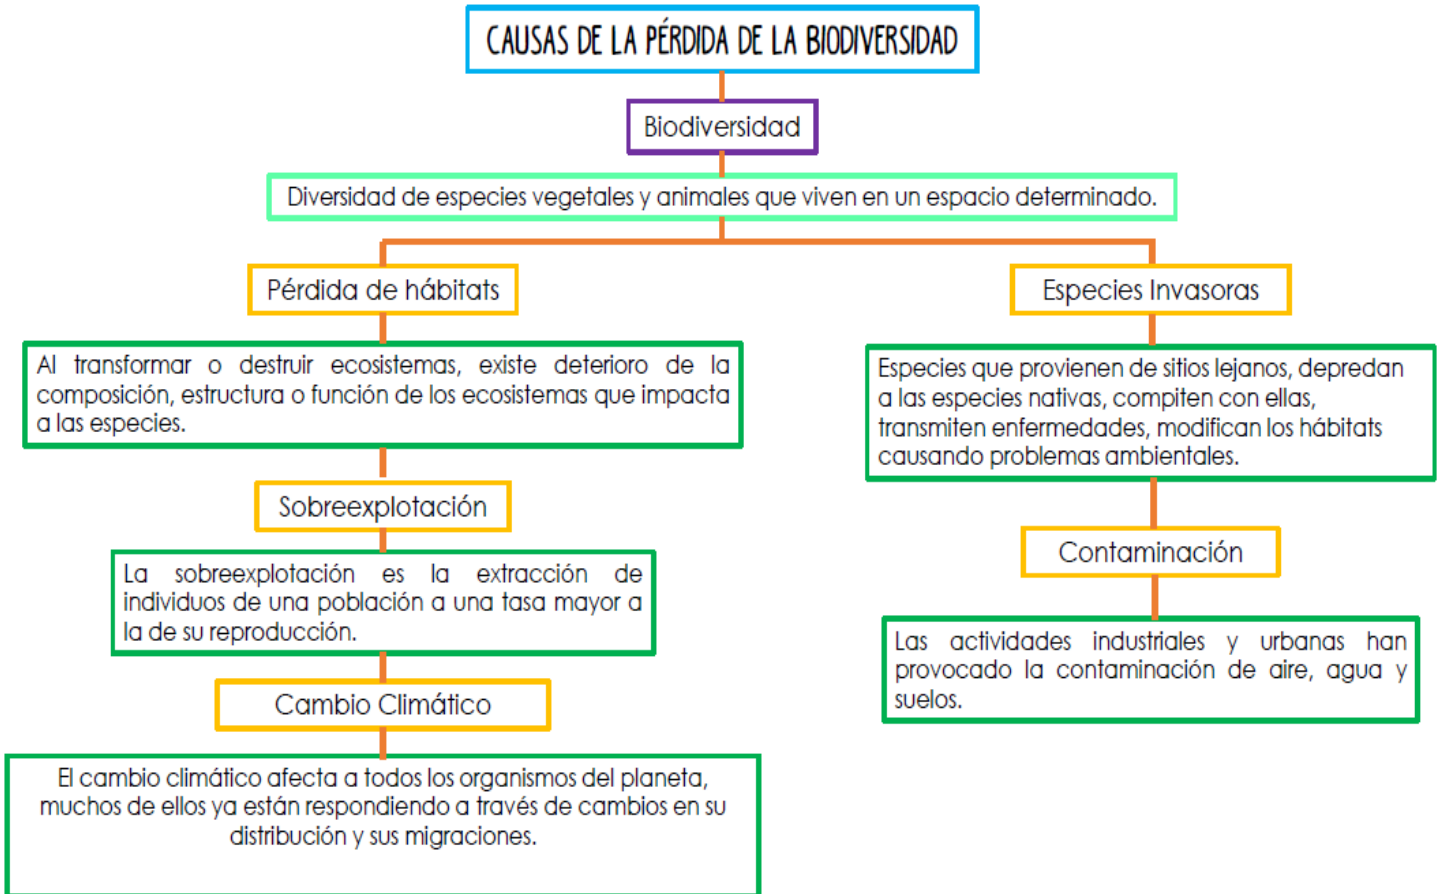 CAUSAS DE LA PÉRDIDA DE LA BIODIVERSIDAD
Biodiversidad
Diversidad de especies vegetales y animales que viven en un espacio determinado.
Pérdida de hábitats
Al transformar o destruir ecosistemas, existe deterioro de la
composición, estructura o función de los ecosistemas que impacta
a las especies.
Sobreexplotación
La sobreexplotación es la extracción de
individuos de una población a una tasa mayor a
la de su reproducción.
Cambio Climático
El cambio climático afecta a todos los organismos del planeta,
muchos de ellos ya están respondiendo a través de cambios en su
distribución y sus migraciones.
Especies Invasoras
Especies que provienen de sitios lejanos, depredan
a las especies nativas, compiten con ellas,
transmiten enfermedades, modifican los hábitats
causando problemas ambientales.
Contaminación
Las actividades industriales y urbanas han
provocado la contaminación de aire, agua y
suelos.